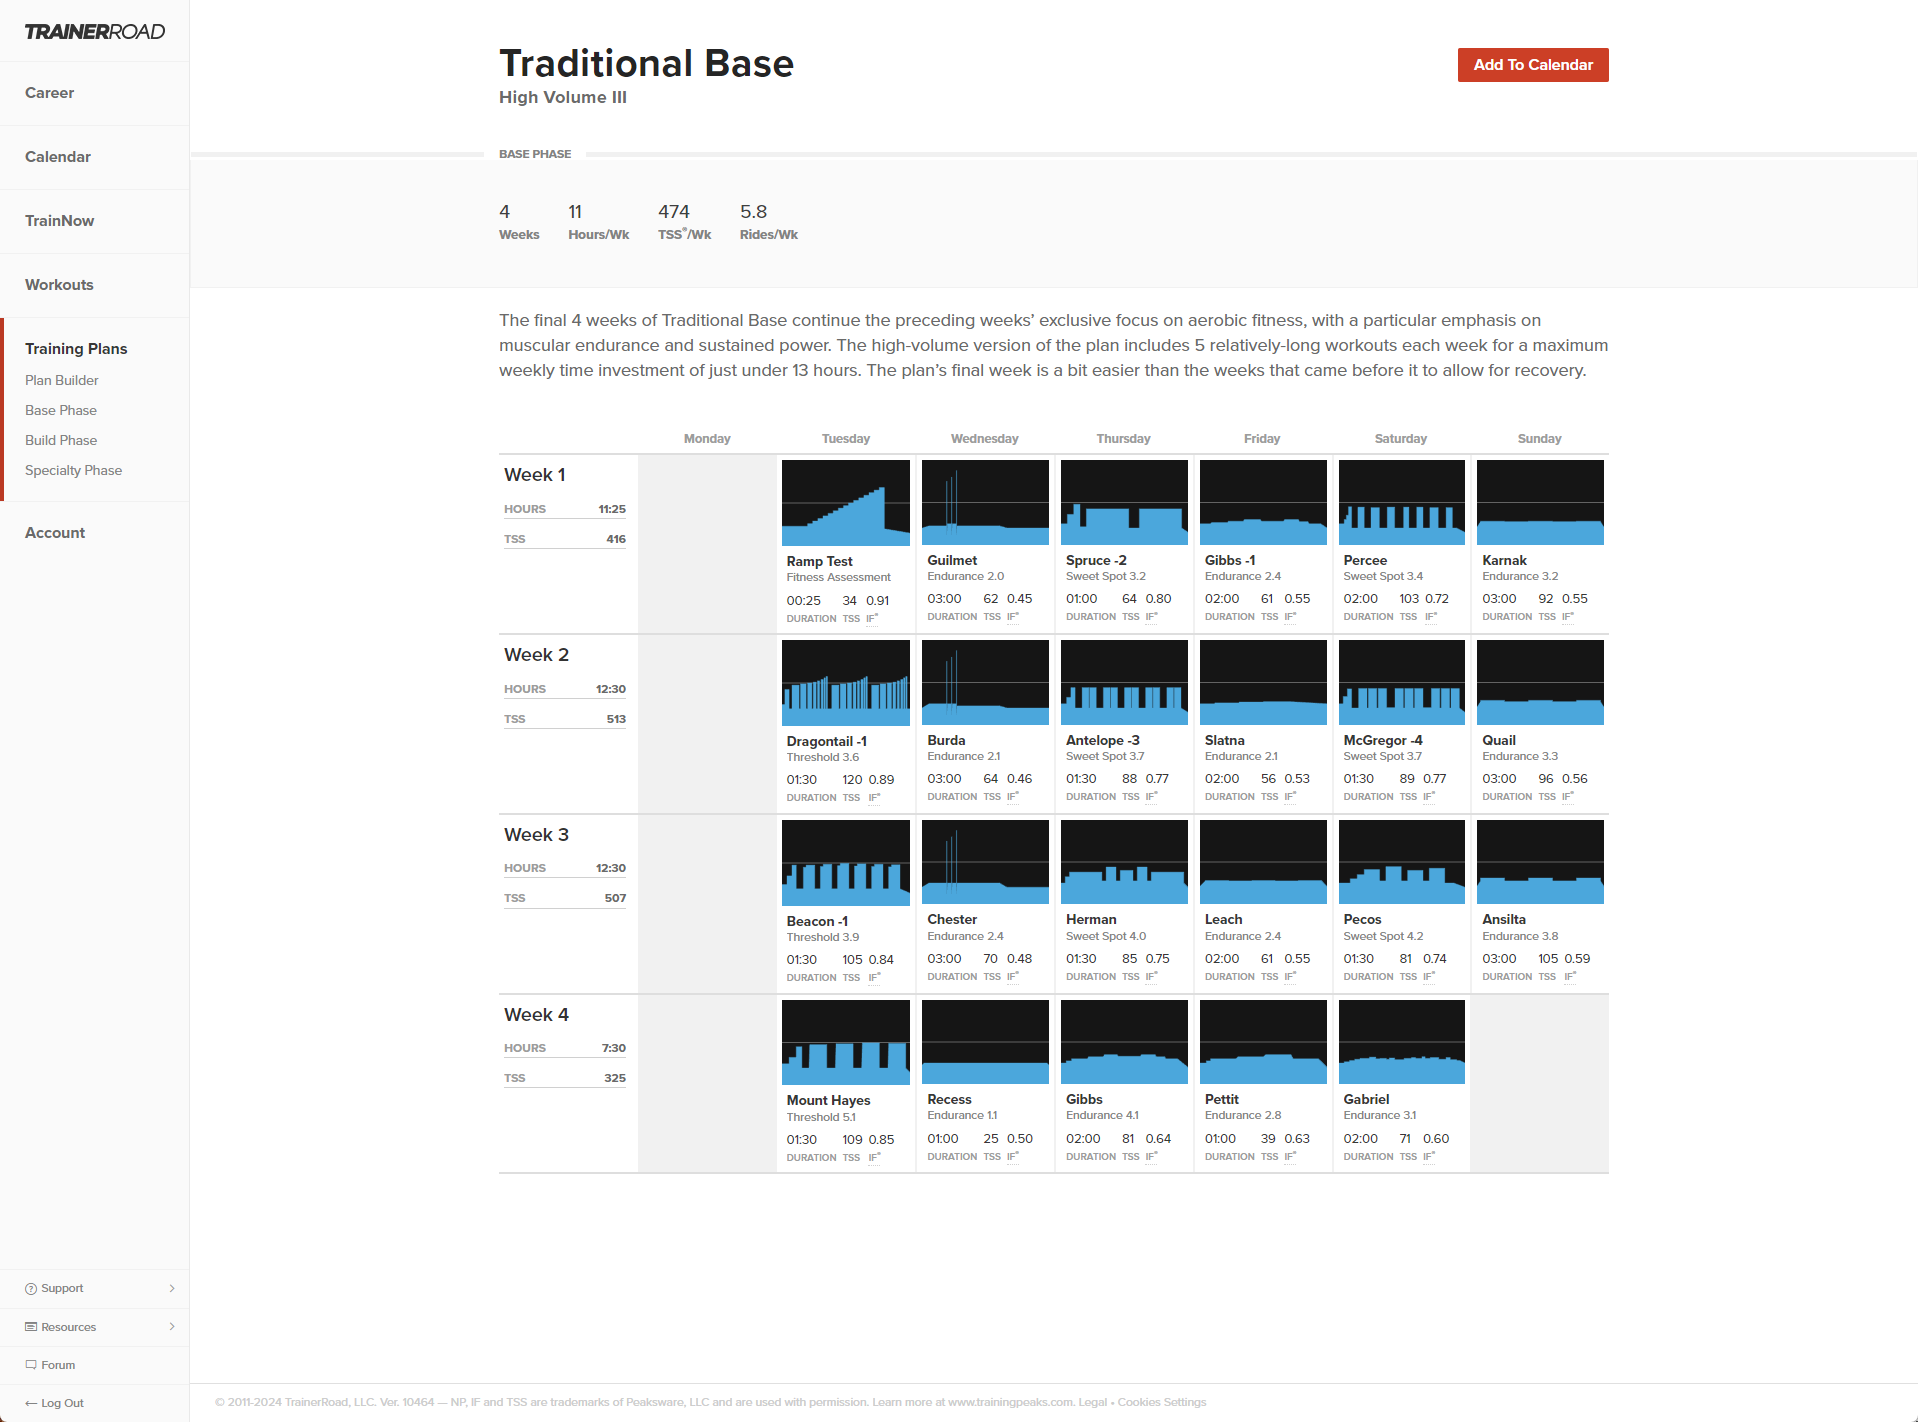 TRAINERROAD
Career
Calendar
TrainNow
Workouts
Training Plans
Plan Builder
Base Phase
Build Phase
Specialty Phase
Account
Support
Resources
Forum
Log Out
Traditional Base
High Volume III
Add To Calendar
BASE PHASE
4 11 474 5.8
Weeks Hours/Wk TSS®/Wk Rides/Wk
The final 4 weeks of Traditional Base continue the preceding weeks’ exclusive focus on aerobic fitness, with a particular emphasis on
muscular endurance and sustained power. The high-volume version of the plan includes 5 relatively-long workouts each week for a maximum
weekly time investment of just under 13 hours. The plan’s final week is a bit easier than the weeks that came before it to allow for recovery.
Monday Tuesday Wednesday Thursday Friday Saturday Sunday
Week 1
HOURS 11:25
TSS 416
Ramp Test Guilmet Spruce -2 Gibbs -1 Percee Karnak
Fitness Assessment Endurance 2.0 Sweet Spot 3.2 Endurance 2.4 Sweet Spot 3.4 Endurance 3.2
00:25 34 0.91 03:00 62 0.45 01:00 64 0.80 02:00 61 0.55 02:00 103 0.72 03:00 92 0.55
DURATION TSS IF® DURATION TSS IF® DURATION TSS IF® DURATION TSS IF® DURATION TSS IF® DURATION TSS IF®
Week 2
HOURS 12:30
TSS 513
Dragontail -1 Burda Antelope -3 Slatna McGregor -4 Quail
Threshold 3.6 Endurance 2.1 Sweet Spot 3.7 Endurance 2.1 Sweet Spot 3.7 Endurance 3.3
01:30 120 0.89 03:00 64 0.46 01:30 88 0.77 02:00 56 0.53 01:30 89 0.77 03:00 96 0.56
DURATION TSS IF® DURATION TSS IF® DURATION TSS IF® DURATION TSS IF® DURATION TSS IF® DURATION TSS IF®
Week 3
HOURS 12:30
TSS 507
Beacon -1 Chester Herman Leach Pecos Ansilta
Threshold 3.9 Endurance 2.4 Sweet Spot 4.0 Endurance 2.4 Sweet Spot 4.2 Endurance 3.8
01:30 105 0.84 03:00 70 0.48 01:30 85 0.75 02:00 61 0.55 01:30 81 0.74 03:00 105 0.59
DURATION TSS IF® DURATION TSS IF® DURATION TSS IF® DURATION TSS IF® DURATION TSS IF® DURATION TSS IF®
Week 4
HOURS 7:30
TSS 325
Mount Hayes Recess Gibbs Pettit Gabriel
Threshold 5.1 Endurance 1.1 Endurance 4.1 Endurance 2.8 Endurance 3.1
01:30 109 0.85 01:00 25 0.50 02:00 81 0.64 01:00 39 0.63 02:00 71 0.60
DURATION TSS IF® DURATION TSS IF® DURATION TSS IF® DURATION TSS IF® DURATION TSS IF®
© 2011-2024 TrainerRoad, LLC. Ver. 10464 — NP, IF and TSS are trademarks of Peaksware, LLC and are used with permission. Learn more at www.trainingpeaks.com. Legal • Cookies Settings